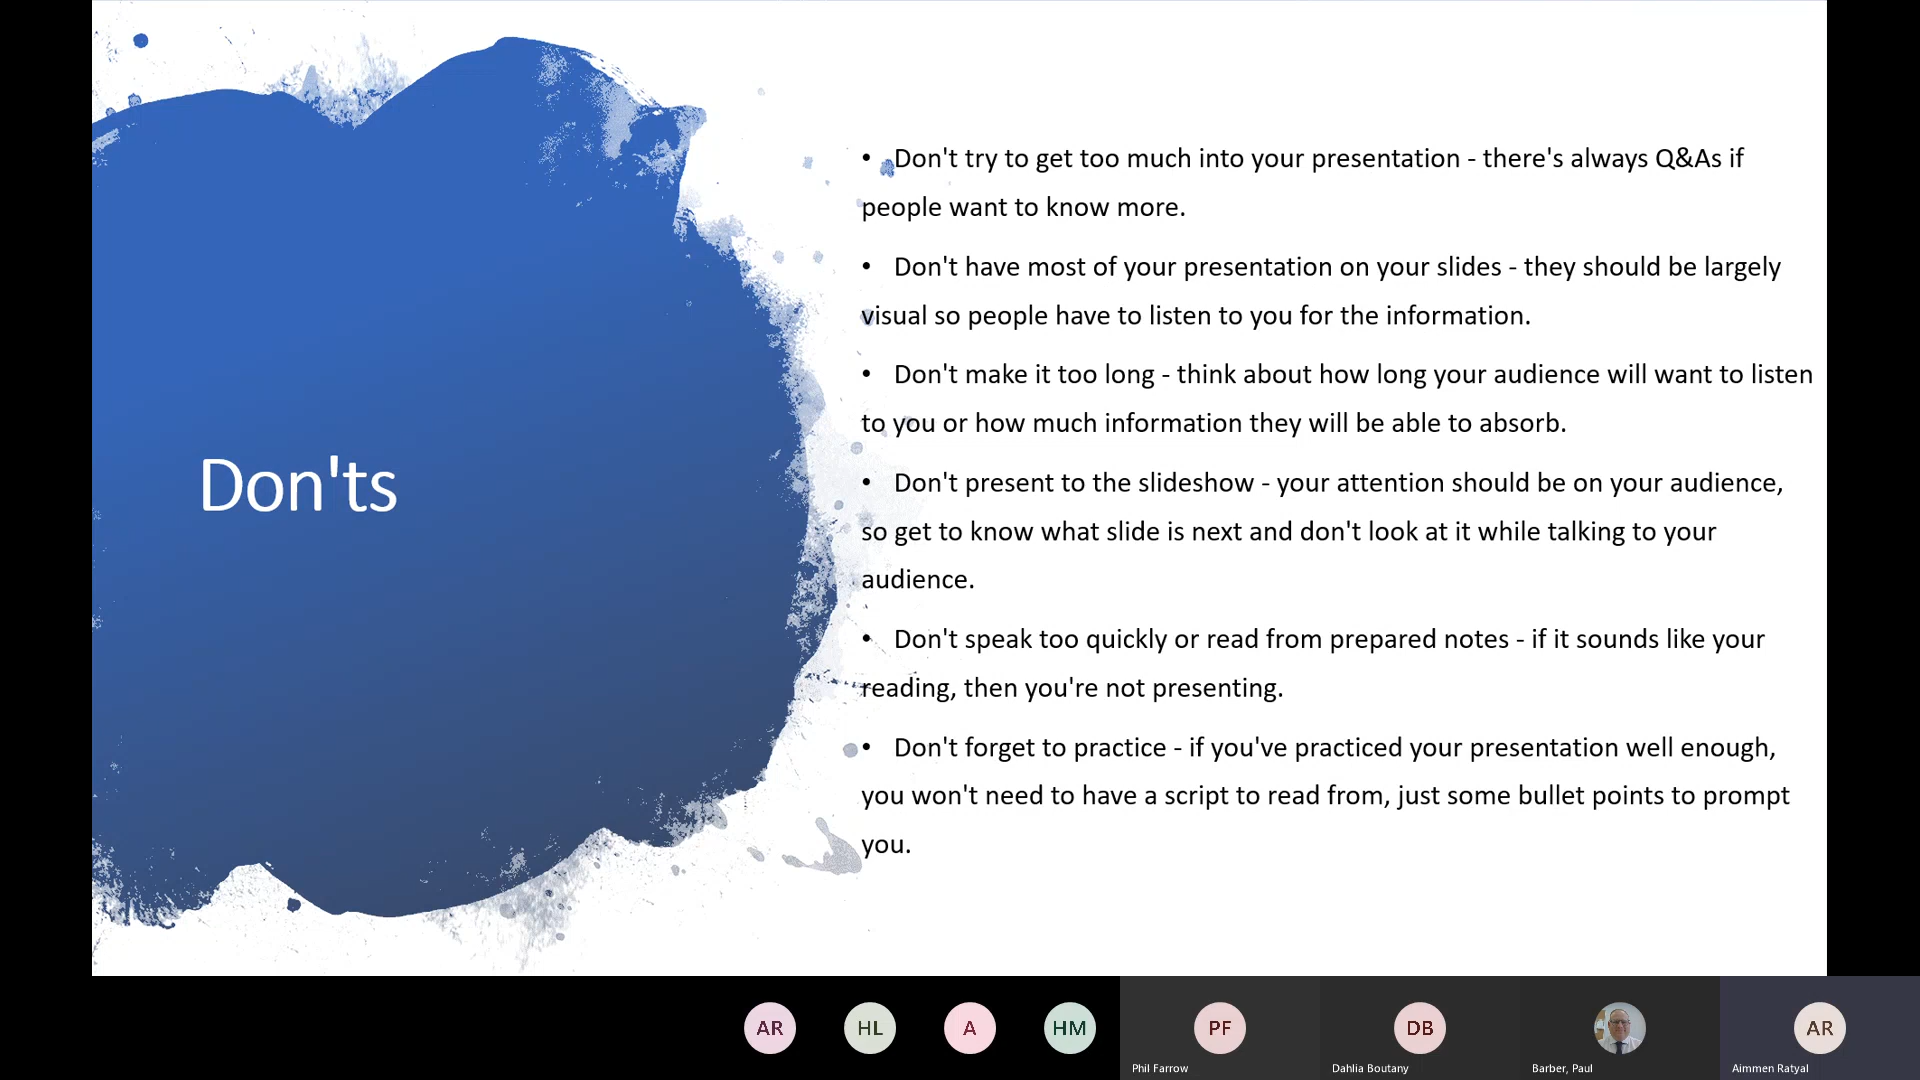 Don'ts
• Don't try to get too much into your presentation - there's always Q&As if
people want to know more.
• Don't have most of your presentation on your slides - they should be largely
visual so people have to listen to you for the information.
• Don't make it too long - think about how long your audience will want to listen
to you or how much information they will be able to absorb.
• Don't present to the slideshow - your attention should be on your audience,
so get to know what slide is next and don't look at it while talking to your
audience.
• Don't speak too quickly or read from prepared notes - if it sounds like your
reading, then you're not presenting.
• Don't forget to practice - if you've practiced your presentation well enough,
you won't need to have a script to read from, just some bullet points to prompt
you.
AR HL A HM PF DB AR
Phil Farrow Dahlia Boutany Barber, Paul Aimmen Ratyal